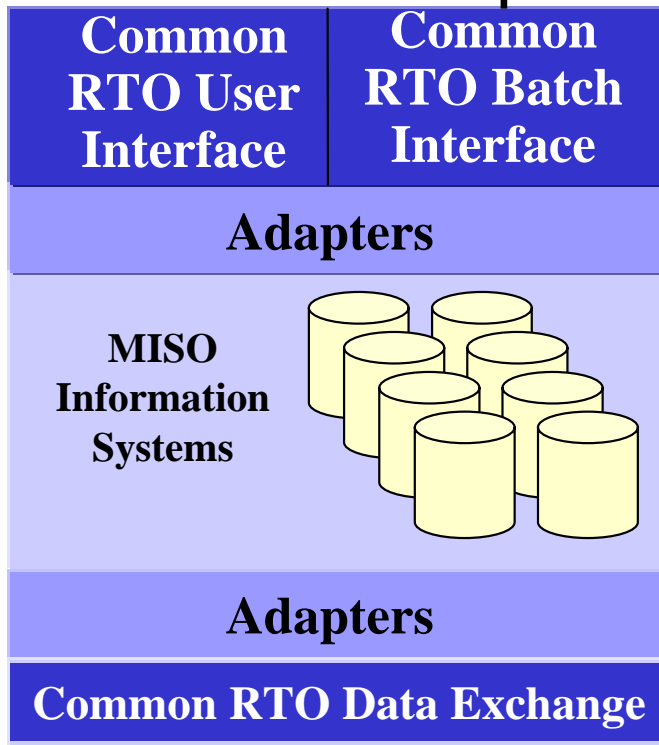 Common
RTO User
Interface
Common
RTO Batch
Interface
Adapters
MISO
Information
Systems
Adapters
Common RTO Data Exchange